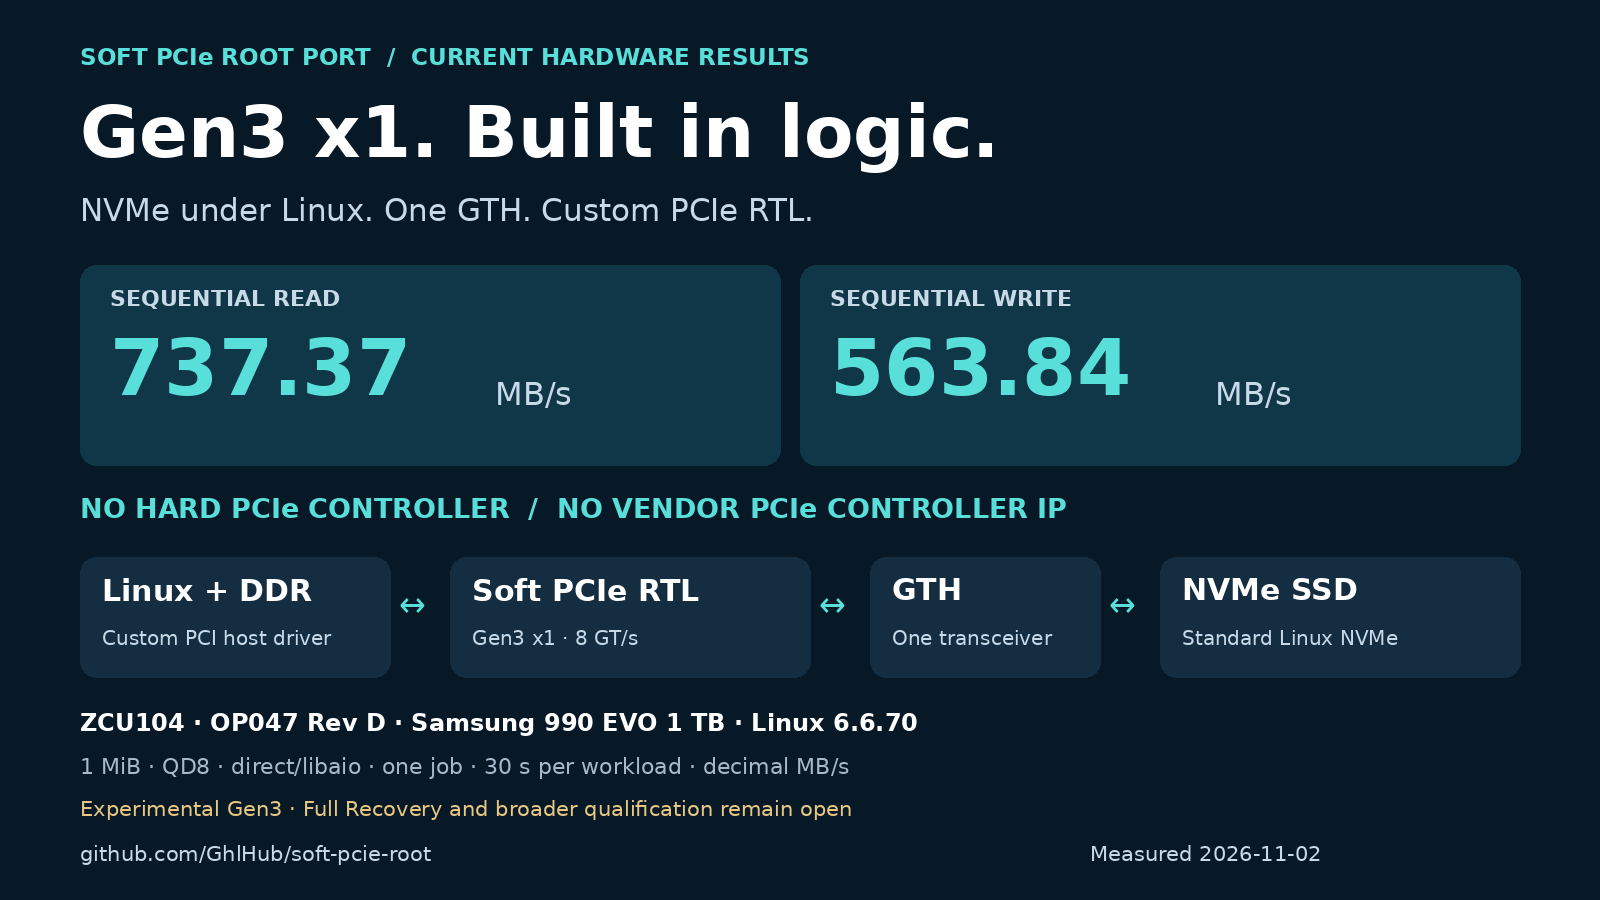 SOFT PCIe ROOT PORT / CURRENT HARDWARE RESULTS
Gen3 x1. Built in logic.
NVMe under Linux. One GTH. Custom PCIe RTL.
SEQUENTIAL READ
737.37 MB/s
SEQUENTIAL WRITE
563.84 MB/s
NO HARD PCIe CONTROLLER / NO VENDOR PCIe CONTROLLER IP
Linux + DDR
Custom PCI host driver
↔
Soft PCIe RTL
Gen3 x1 · 8 GT/s
↔
GTH
One transceiver
↔
NVMe SSD
Standard Linux NVMe
ZCU104 · OP047 Rev D · Samsung 990 EVO 1 TB · Linux 6.6.70
1 MiB · QD8 · direct/libaio · one job · 30 s per workload · decimal MB/s
Experimental Gen3 · Full Recovery and broader qualification remain open
github.com/GhlHub/soft-pcie-root
Measured 2026-11-02